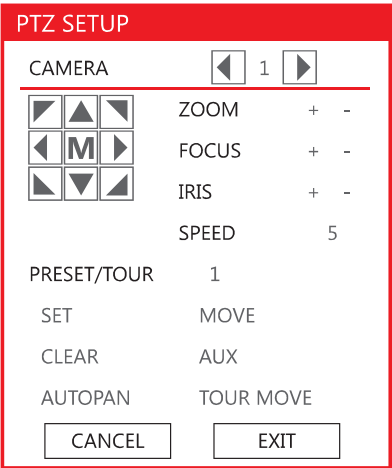 PTZ SETUP
CAMERA 1
ZOOM + -
M
FOCUS + -
IRIS + -
SPEED 5
PRESET/TOUR 1
SET MOVE
CLEAR AUX
AUTOPAN TOUR MOVE
CANCEL EXIT